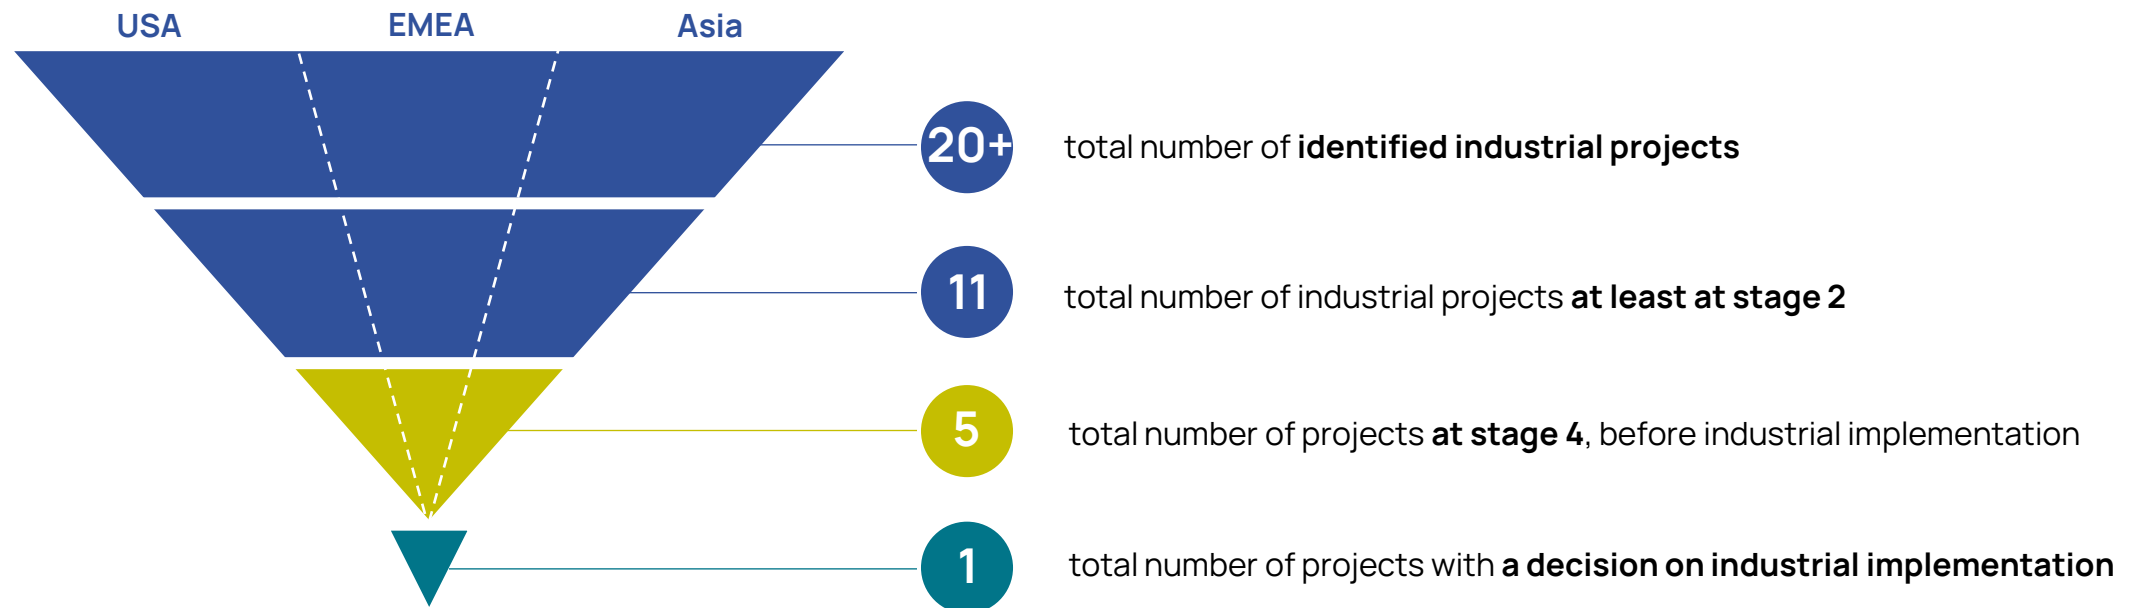 USA EMEA Asia
20+ total number of identified industrial projects
11 total number of industrial projects at least at stage 2
5 total number of projects at stage 4, before industrial implementation
1 total number of projects with a decision on industrial implementation